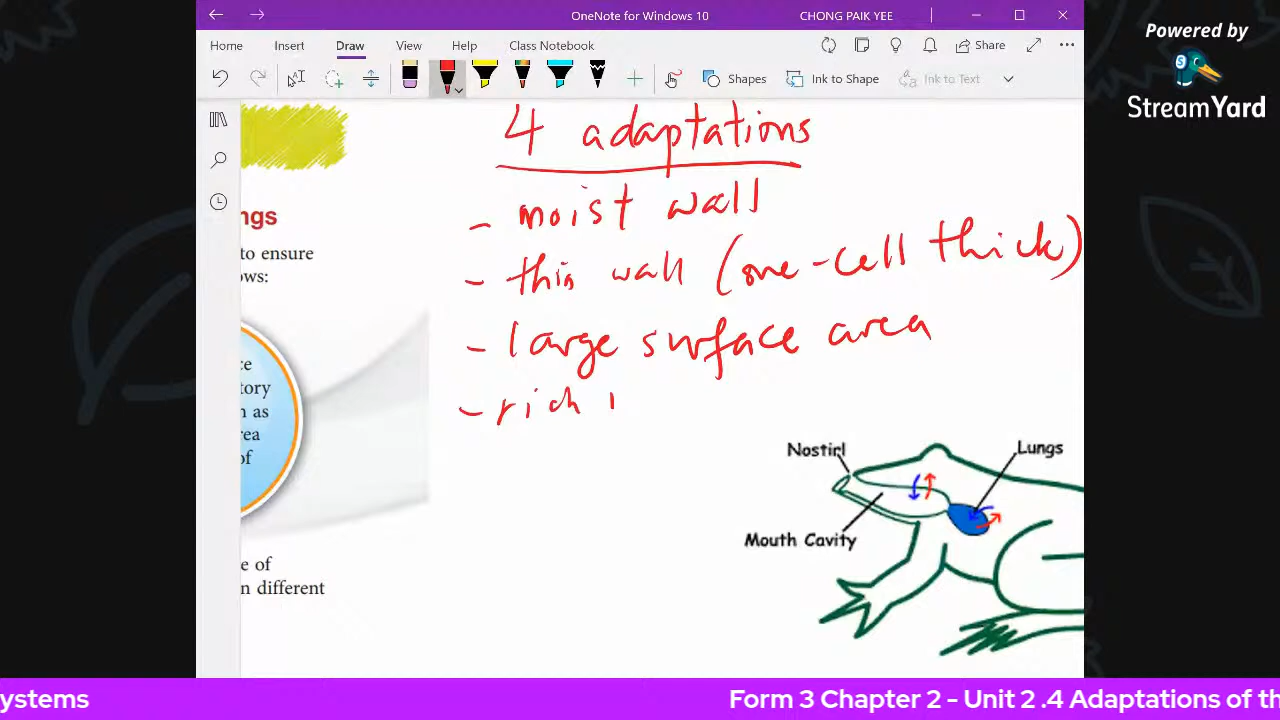 OneNote for Windows 10
CHONG PAIK YEE
Powered by
StreamYard
Home Insert Draw View Help Class Notebook
Share
Shapes
Ink to Shape
Ink to Text
4 adaptations
- moist wall
- thin wall (one-cell thick)
- large surface area
- rich
ngs
to ensure
ows:
ce
tory
n as
rea
of
e of
n different
Nostirl
Lungs
Mouth Cavity
ystems
Form 3 Chapter 2 - Unit 2 .4 Adaptations of th